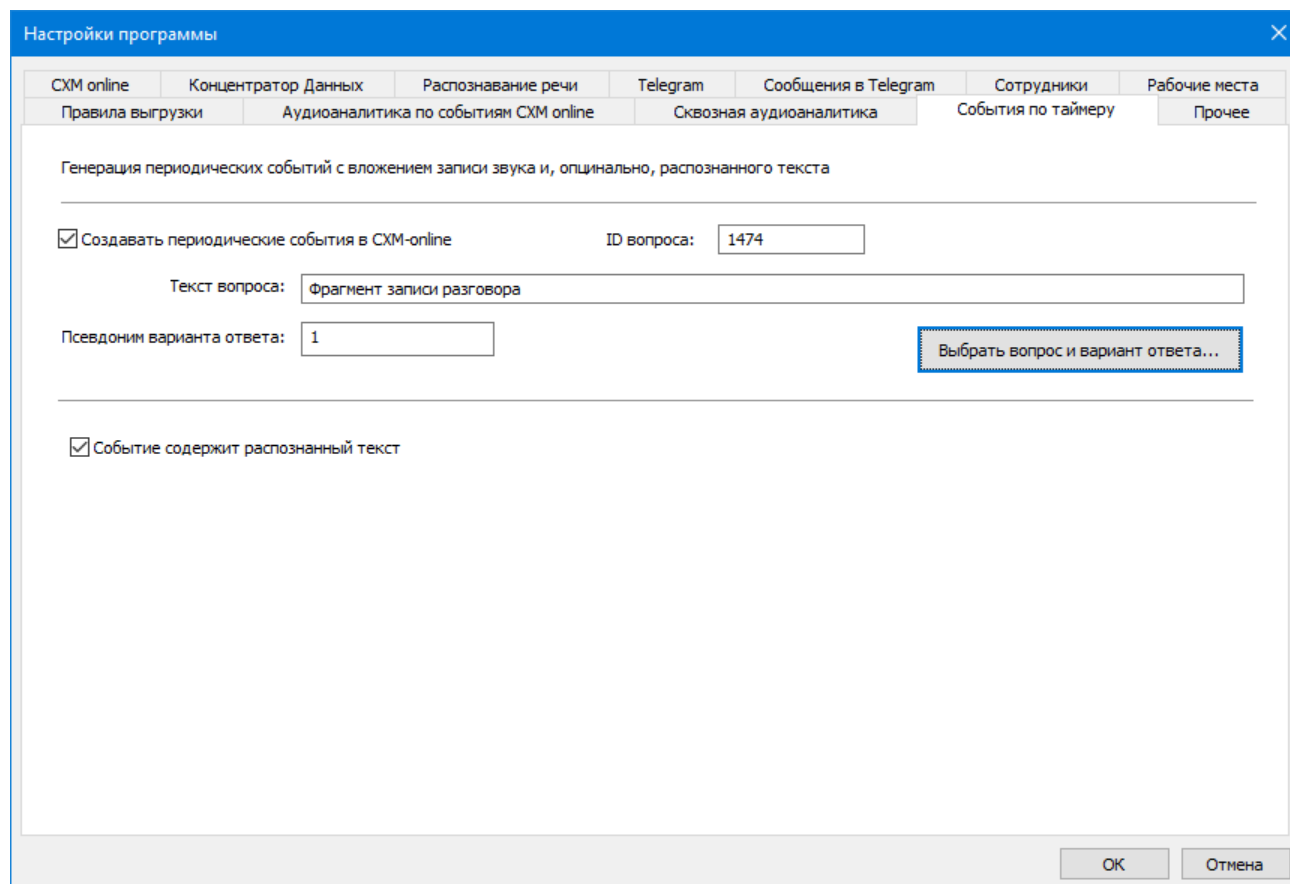 Настройки программы
CXM online Концентратор Данных Распознавание речи Telegram Сообщения в Telegram Сотрудники Рабочие места
Правила выгрузки Аудиоаналитика по событиям CXM online Сквозная аудиоаналитика События по таймеру Прочее
Генерация периодических событий с вложением записи звука и, опцинально, распознанного текста
Создавать периодические события в CXM-online ID вопроса: 1474
Текст вопроса: Фрагмент записи разговора
Псевдоним варианта ответа: 1
Выбрать вопрос и вариант ответа...
Событие содержит распознанный текст
OK Отмена